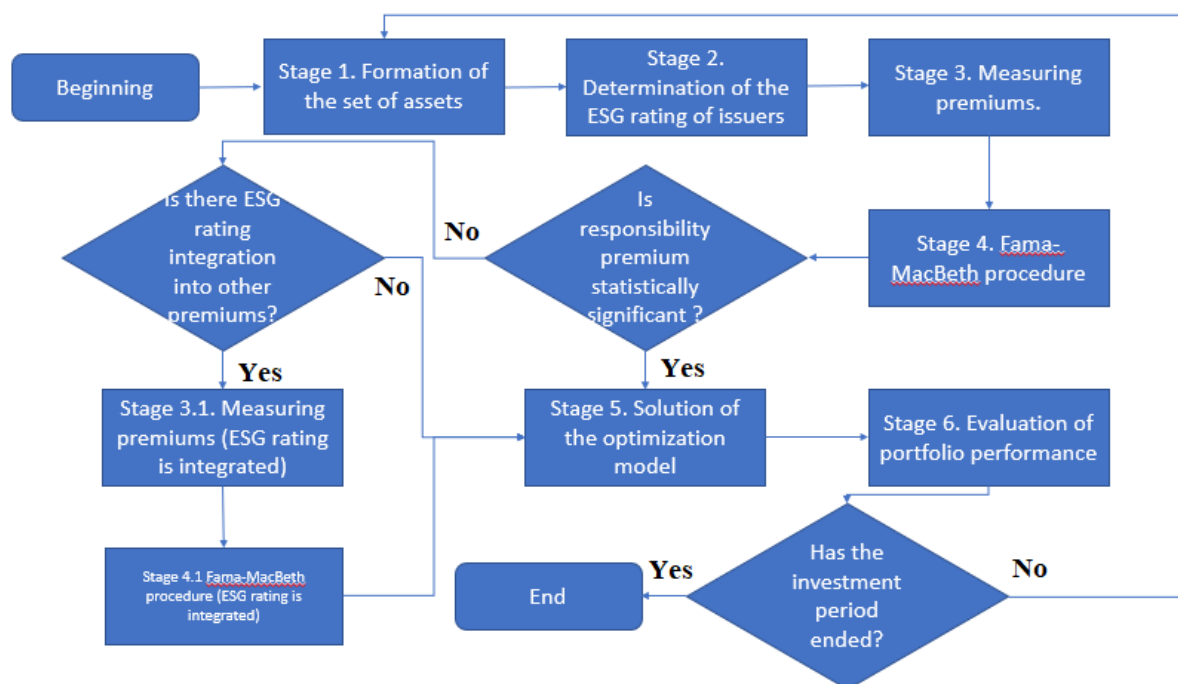 Beginning
Stage 1. Formation of
the set of assets
Stage 2.
Determination of the
ESG rating of issuers
Stage 3. Measuring
premiums.
Is there ESG
rating
integration
into other
premiums?
No
Is
responsibility
premium
statistically
significant ?
No
Stage 4. Fama-
MacBeth procedure
Yes
Yes
Stage 3.1. Measuring
premiums (ESG rating
is integrated)
Stage 5. Solution of
the optimization
model
Stage 6. Evaluation of
portfolio performance
Stage 4.1 Fama-MacBeth
procedure (ESG rating is
integrated)
End
Yes
Has the
investment
period
ended?
No